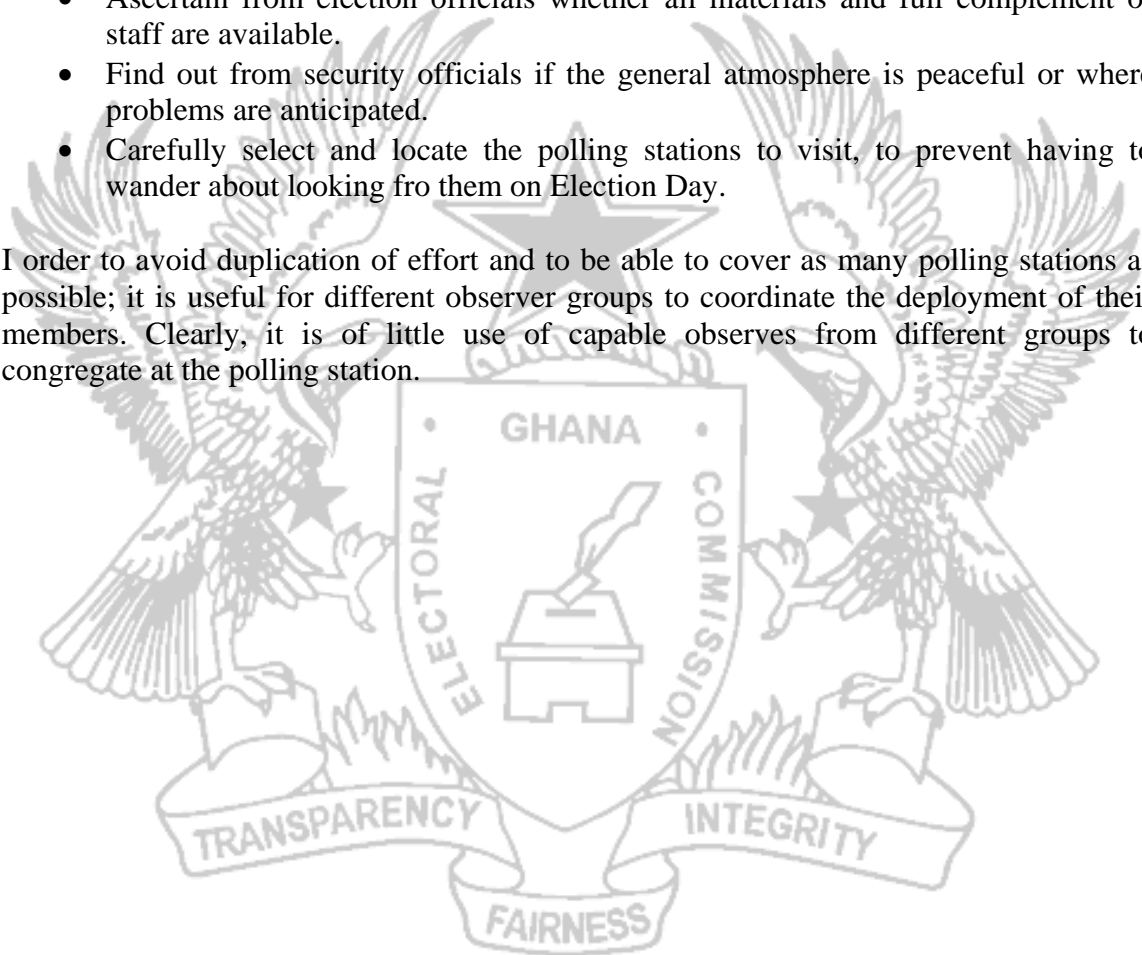 Ascertain from election officials whether all materials and full complement o
staff are available.
• Find out from security officials if the general atmosphere is peaceful or where
problems are anticipated.
• Carefully select and locate the polling stations to visit, to prevent having to
wander about looking fro them on Election Day.
I order to avoid duplication of effort and to be able to cover as many polling stations a
possible; it is useful for different observer groups to coordinate the deployment of thei
members. Clearly, it is of little use of capable observes from different groups to
congregate at the polling station.
GHANA
ELECTORAL
COMMISSION
TRANSPARENCY
INTEGRITY
FAIRNESS